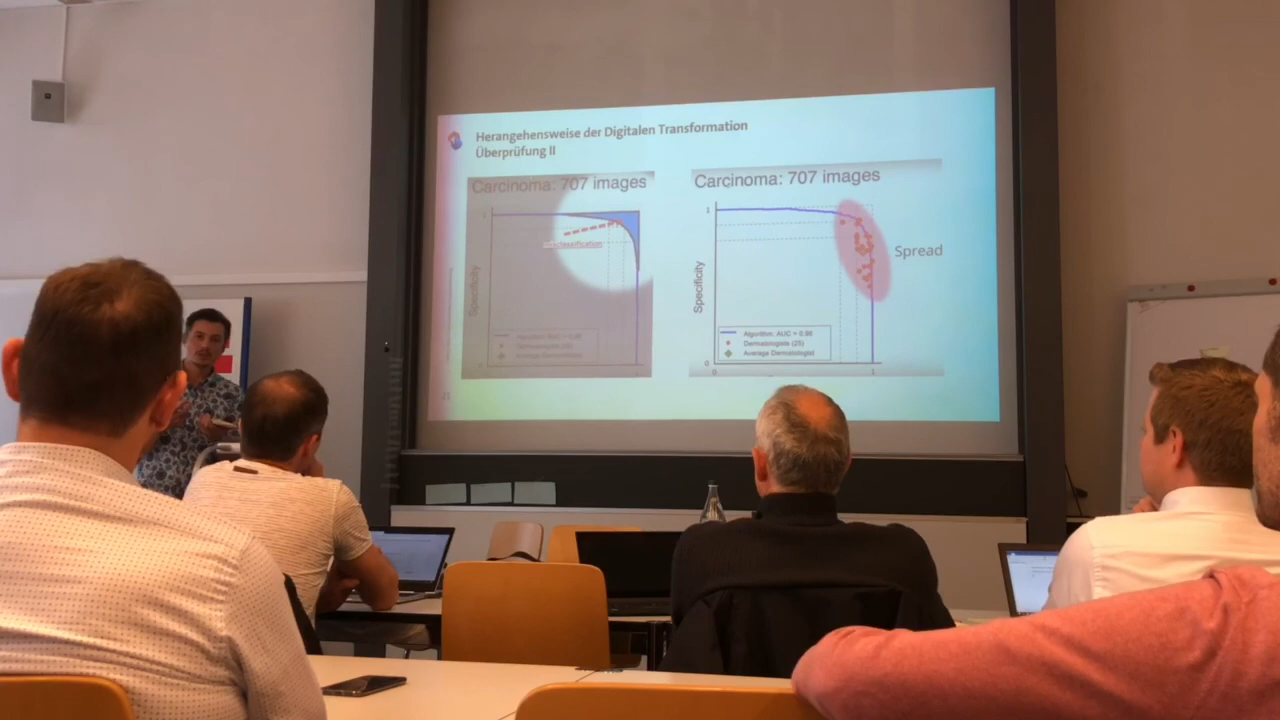 Herangehensweise der Digitalen Transformation
Überprüfung II
Carcinoma: 707 images
1
Specificity
Carcinoma: 707 images
1
Specificity
Spread
Algorithm: AUC = 0.96
Dermatologists (25)
Average Dermatologist
0
0
1